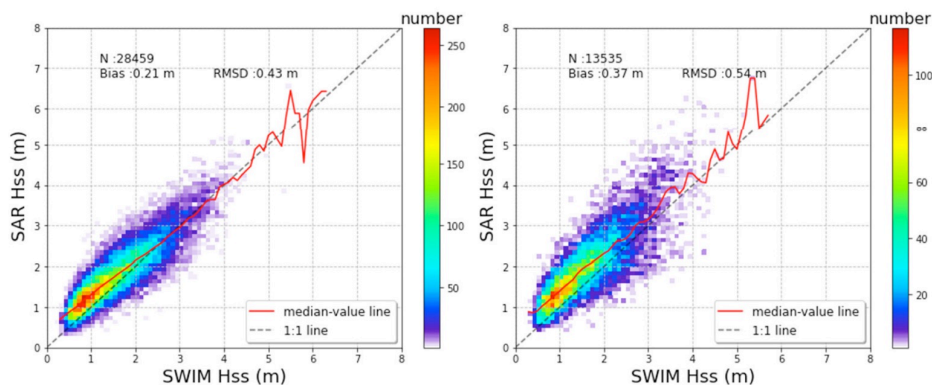 number
N :28459
Bias :0.21 m RMSD :0.43 m
SAR Hss (m)
8
7
6
5
4
3
2
1
0
0 1 2 3 4 5 6 7 8
SWIM Hss (m)
median-value line
1:1 line
250
200
150
100
50
number
N :13535
Bias :0.37 m RMSD :0.54 m
SAR Hss (m)
8
7
6
5
4
3
2
1
0
0 1 2 3 4 5 6 7 8
SWIM Hss (m)
median-value line
1:1 line
100
60
40
20